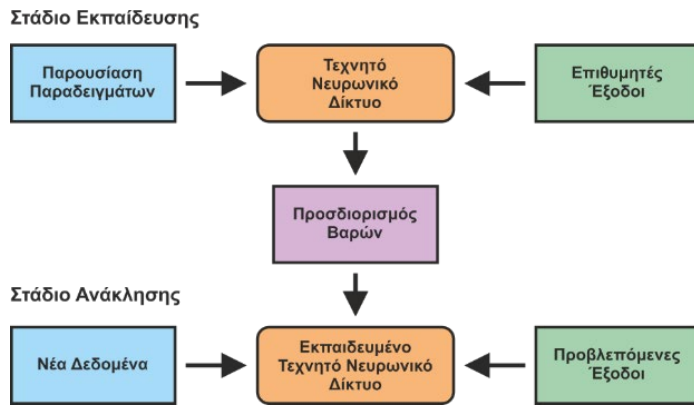 Στάδιο Εκπαίδευσης
Παρουσίαση
Παραδειγμάτων
Τεχνητό
Νευρωνικό
Δίκτυο
Επιθυμητές
Έξοδοι
Προσδιορισμός
Βαρών
Στάδιο Ανάκλησης
Νέα Δεδομένα
Εκπαιδευμένο
Τεχνητό Νευρωνικό
Δίκτυο
Προβλεπόμενες
Έξοδοι